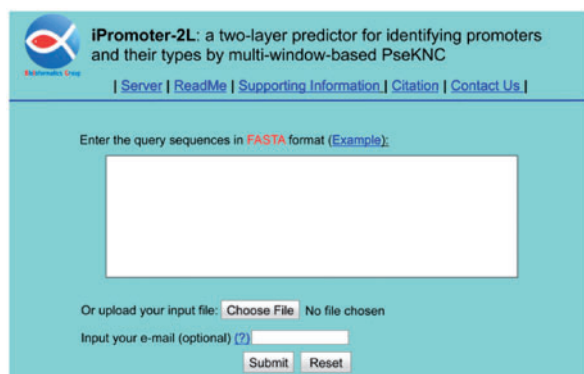 iPromoter-2L: a two-layer predictor for identifying promoters
and their types by multi-window-based PseKNC
| Server | ReadMe | Supporting Information | Citation | Contact Us |
Enter the query sequences in FASTA format (Example):
Or upload your input file: Choose File No file chosen
Input your e-mail (optional) (?)
Submit Reset